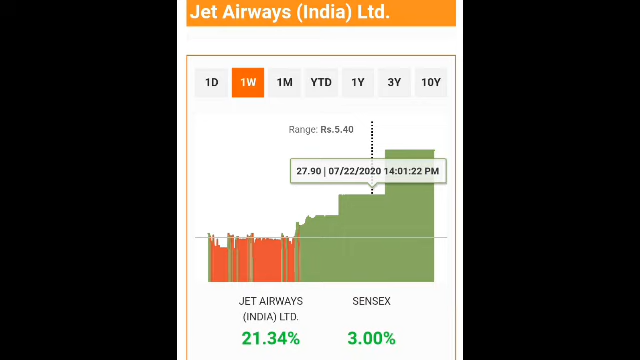 Jet Airways (India) Ltd.
1D 1W 1M YTD 1Y 3Y 10Y
Range: Rs.5.40
27.90 | 07/22/2020 14:01:22 PM
JET AIRWAYS SENSEX
(INDIA) LTD.
21.34% 3.00%